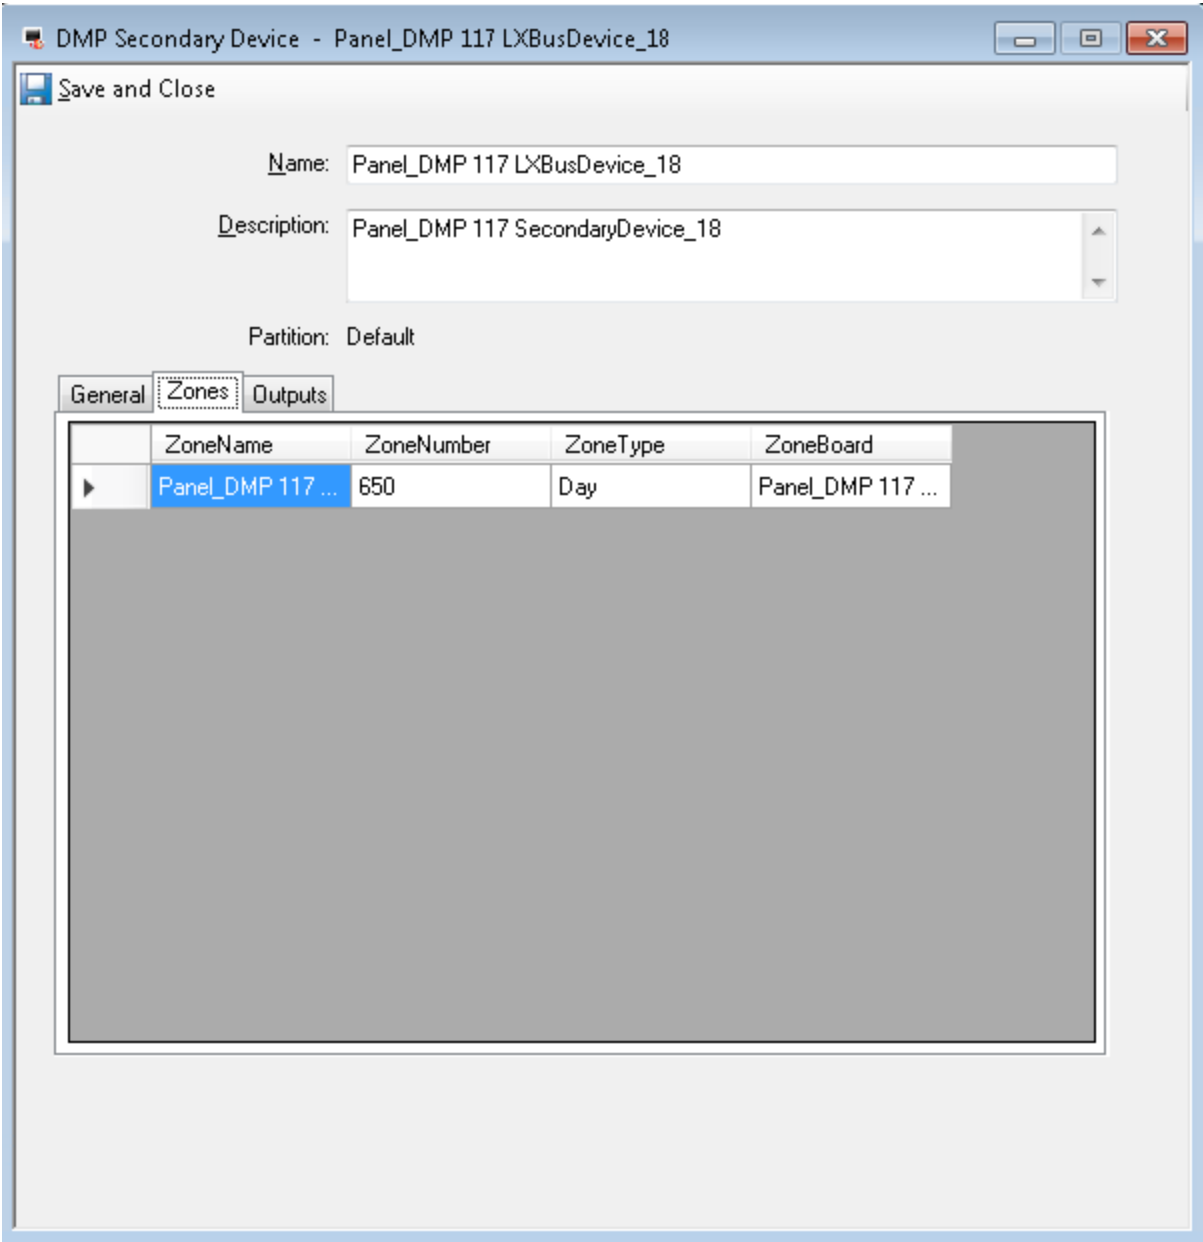 DMP Secondary Device - Panel_DMP 117 LXBusDevice_18
Save and Close
Name: Panel_DMP 117 LXBusDevice_18
Description: Panel_DMP 117 SecondaryDevice_18
Partition: Default
General Zones Outputs
ZoneName ZoneNumber ZoneType ZoneBoard
Panel_DMP 117 ... 650 Day Panel_DMP 117 ...